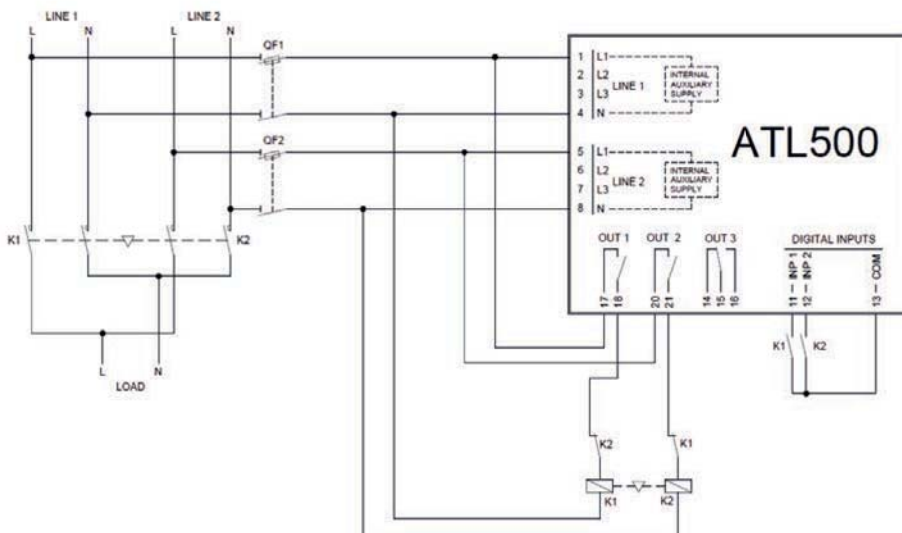 LINE 1 LINE 2
L N L N
QF1
1 L1
2 L2
3 L3
4 N
LINE 1
INTERNAL
AUXILIARY
SUPPLY
ATL500
QF2
5 L1
6 L2
7 L3
8 N
LINE 2
INTERNAL
AUXILIARY
SUPPLY
K1 K2
OUT 1 OUT 2 OUT 3 DIGITAL INPUTS
17 18 20 21 14 15 16
11 - INP 1
12 - INP 2
13 - COM
K1 K2
L N
LOAD
K2 K1
K1 K2